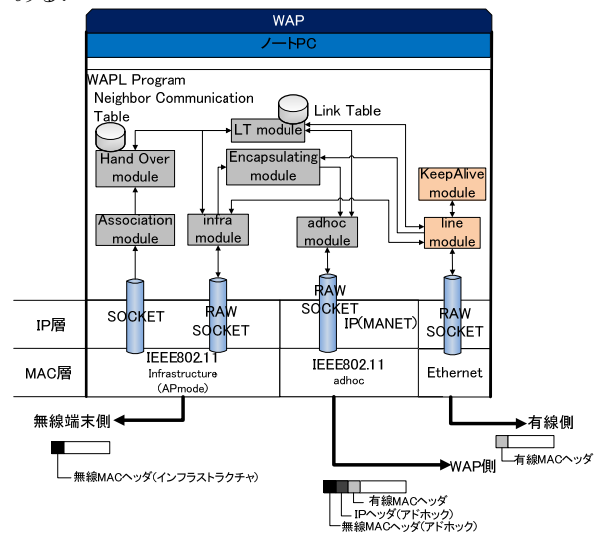 WAP
ノートPC
WAPL Program
Neighbor Communication
Table
Link Table
LT module
Hand Over
module
Encapsulating
module
KeepAlive
module
Association
module
infra
module
adhoc
module
line
module
SOCKET
RAW
SOCKET
RAW
SOCKET
RAW
SOCKET
IP層
IP(MANET)
MAC層
IEEE802.11
Infrastructure
(APmode)
IEEE802.11
adhoc
Ethernet
無線端末側
無線MACヘッダ(インフラストラクチャ)
有線側
有線MACヘッダ
WAP側
有線MACヘッダ
IPヘッダ(アドホック)
無線MACヘッダ(アドホック)